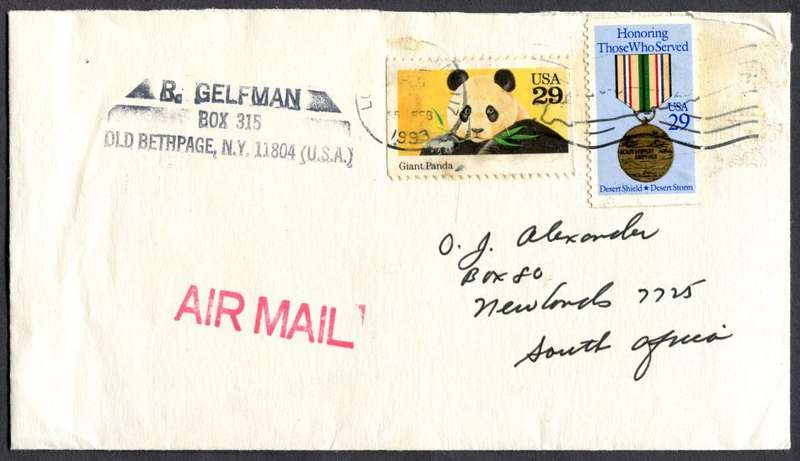 R. GELFMAN
BOX 315
OLD BETHPAGE, N.Y. 11804 (U.S.A.)
FEB
1993
USA
29
Giant Panda
Honoring
Those Who Served
USA
29
Desert Shield ★ Desert Storm
AIR MAIL
O. J. Alexander
Box 80
Newlands 7725
South Africa